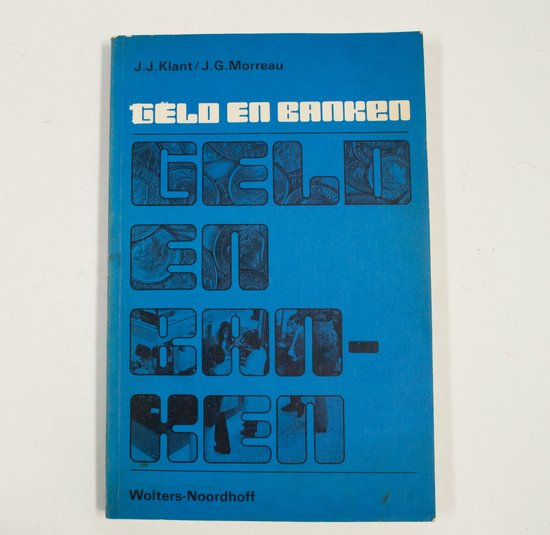 J.J.Klant/J.G.Morreau
GELD EN BANKEN
GELD
EN
BAN-
KEN
Wolters-Noordhoff